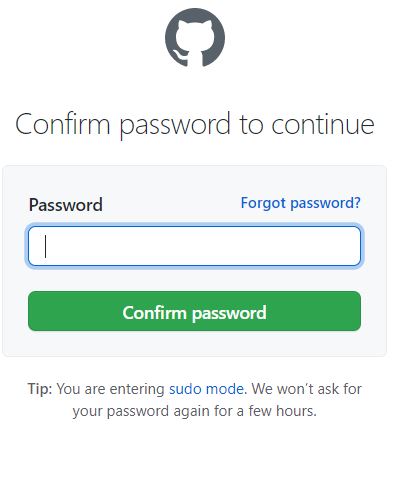 Confirm password to continue
Password Forgot password?
Confirm password
Tip: You are entering sudo mode. We won’t ask for
your password again for a few hours.